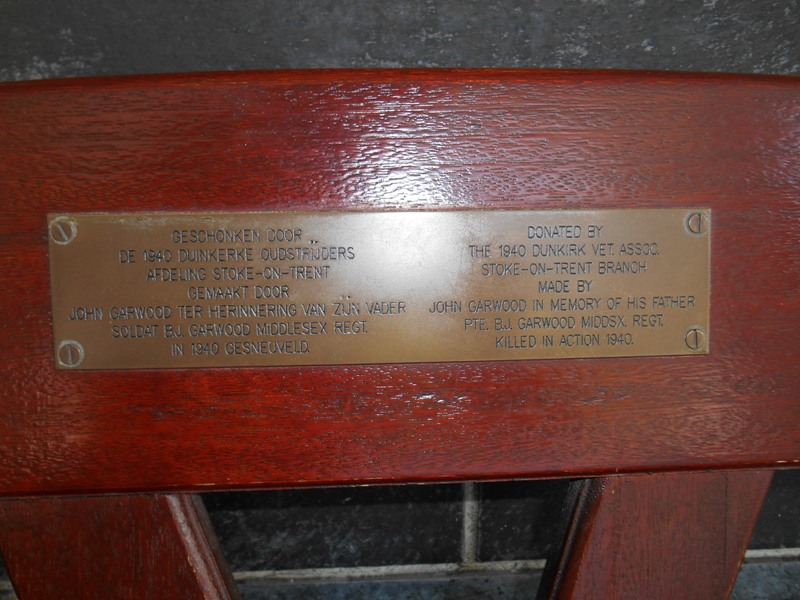 GESCHONKEN DOOR
DE 1940 DUINKERKE OUDSTRIJDERS
AFDELING STOKE-ON-TRENT
GEMAAKT DOOR
JOHN GARWOOD TER HERINNERING VAN ZIJN VADER
SOLDAT B.J. GARWOOD MIDDLESEX REGT.
IN 1940 GESNEUVELD.
DONATED BY
THE 1940 DUNKIRK VET. ASSOC.
STOKE-ON-TRENT BRANCH
MADE BY
JOHN GARWOOD IN MEMORY OF HIS FATHER
PTE. B.J. GARWOOD MIDDSX. REGT.
KILLED IN ACTION 1940.